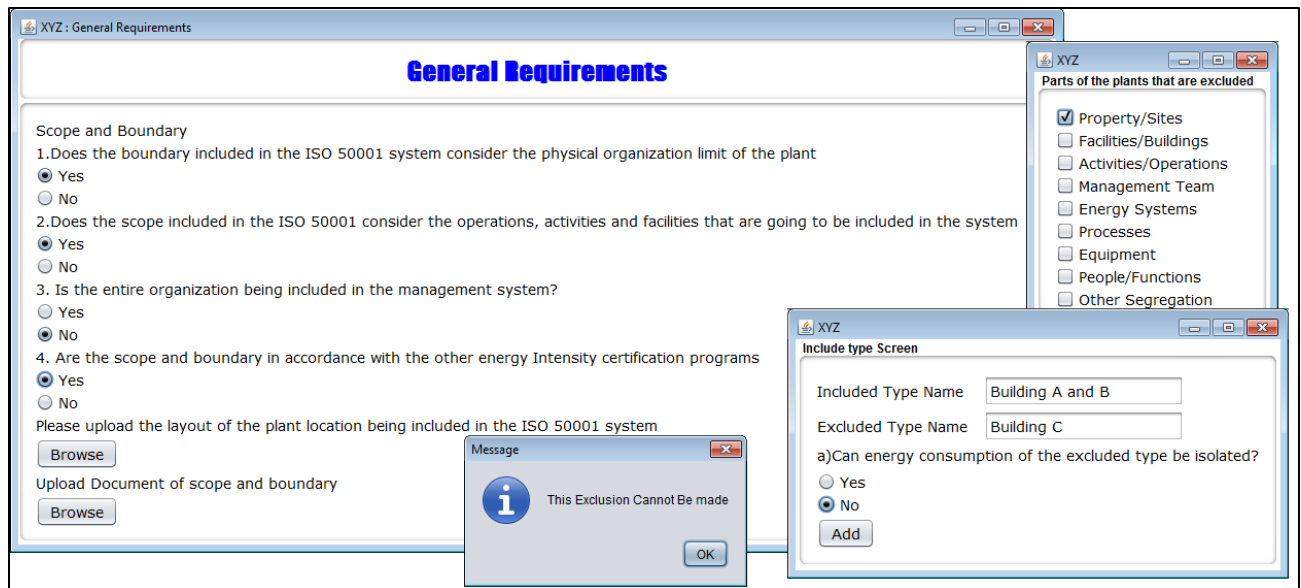 XYZ : General Requirements
General Requirements
Scope and Boundary
1.Does the boundary included in the ISO 50001 system consider the physical organization limit of the plant
Yes
No
2.Does the scope included in the ISO 50001 consider the operations, activities and facilities that are going to be included in the system
Yes
No
3. Is the entire organization being included in the management system?
Yes
No
4. Are the scope and boundary in accordance with the other energy Intensity certification programs
Yes
No
Please upload the layout of the plant location being included in the ISO 50001 system
Browse
Upload Document of scope and boundary
Browse
XYZ
Parts of the plants that are excluded
Property/Sites
Facilities/Buildings
Activities/Operations
Management Team
Energy Systems
Processes
Equipment
People/Functions
Other Segregation
XYZ
Include type Screen
Included Type Name Building A and B
Excluded Type Name Building C
a)Can energy consumption of the excluded type be isolated?
Yes
No
Add
Message
This Exclusion Cannot Be made
OK